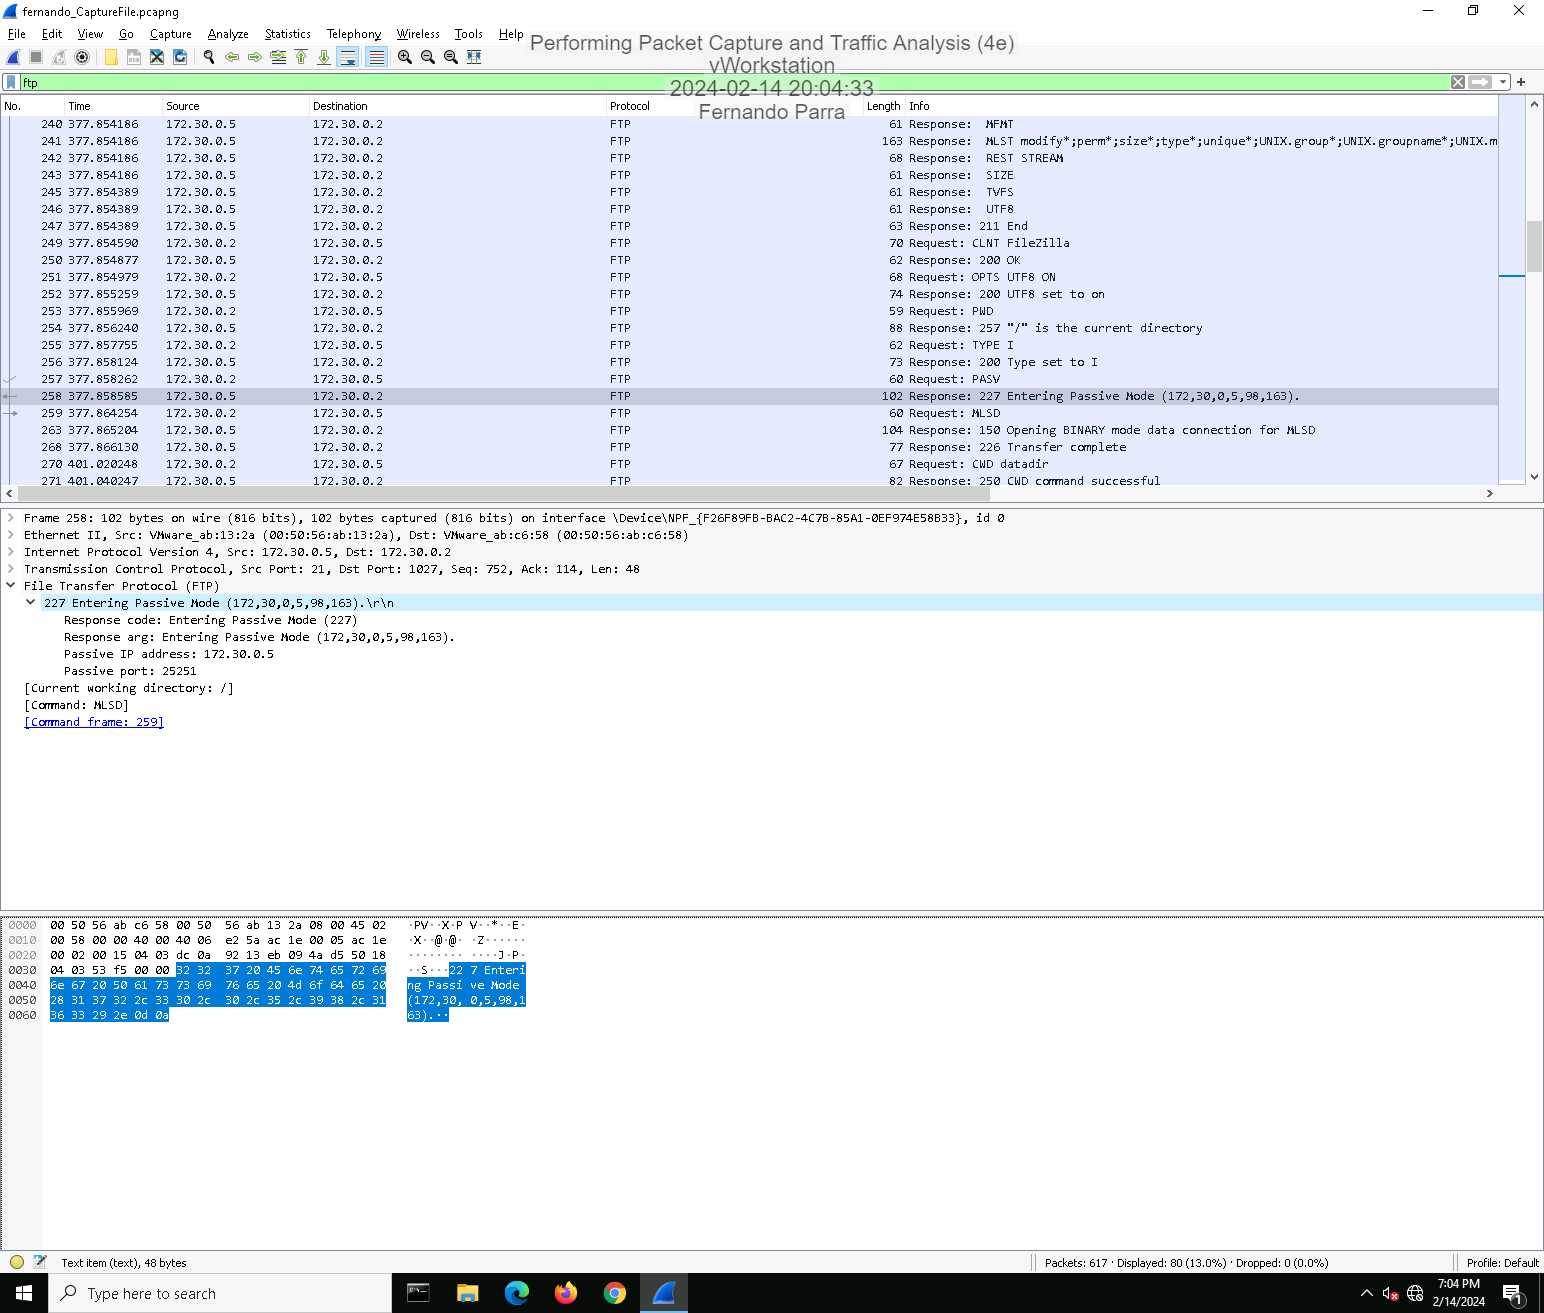 fernando_CaptureFile.pcapng
File Edit View Go Capture Analyze Statistics Telephony Wireless Tools Help
Performing Packet Capture and Traffic Analysis (4e)
vWorkstation
2024-02-14 20:04:33
Fernando Parra
ftp
No. Time Source Destination Protocol Length Info
240 377.854186 172.30.0.5 172.30.0.2 FTP 61 Response: MFMT
241 377.854186 172.30.0.5 172.30.0.2 FTP 163 Response: MLST modify*;perm*;size*;type*;unique*;UNIX.group*;UNIX.groupname*;UNIX.m
242 377.854186 172.30.0.5 172.30.0.2 FTP 68 Response: REST STREAM
243 377.854186 172.30.0.5 172.30.0.2 FTP 61 Response: SIZE
245 377.854389 172.30.0.5 172.30.0.2 FTP 61 Response: TVFS
246 377.854389 172.30.0.5 172.30.0.2 FTP 61 Response: UTF8
247 377.854389 172.30.0.5 172.30.0.2 FTP 63 Response: 211 End
249 377.854590 172.30.0.2 172.30.0.5 FTP 70 Request: CLNT FileZilla
250 377.854877 172.30.0.5 172.30.0.2 FTP 62 Response: 200 OK
251 377.854979 172.30.0.2 172.30.0.5 FTP 68 Request: OPTS UTF8 ON
252 377.855259 172.30.0.5 172.30.0.2 FTP 74 Response: 200 UTF8 set to on
253 377.855969 172.30.0.2 172.30.0.5 FTP 59 Request: PWD
254 377.856240 172.30.0.5 172.30.0.2 FTP 88 Response: 257 "/" is the current directory
255 377.857755 172.30.0.2 172.30.0.5 FTP 62 Request: TYPE I
256 377.858124 172.30.0.5 172.30.0.2 FTP 73 Response: 200 Type set to I
257 377.858262 172.30.0.2 172.30.0.5 FTP 60 Request: PASV
258 377.858585 172.30.0.5 172.30.0.2 FTP 102 Response: 227 Entering Passive Mode (172,30,0,5,98,163).
259 377.864254 172.30.0.2 172.30.0.5 FTP 60 Request: MLSD
263 377.865204 172.30.0.5 172.30.0.2 FTP 104 Response: 150 Opening BINARY mode data connection for MLSD
268 377.866130 172.30.0.5 172.30.0.2 FTP 77 Response: 226 Transfer complete
270 401.020248 172.30.0.2 172.30.0.5 FTP 67 Request: CWD datadir
271 401.040247 172.30.0.5 172.30.0.2 FTP 82 Response: 250 CWD command successful
Frame 258: 102 bytes on wire (816 bits), 102 bytes captured (816 bits) on interface \Device\NPF_{F26F89FB-BAC2-4C7B-85A1-0EF974E58B33}, id 0
Ethernet II, Src: VMware_ab:13:2a (00:50:56:ab:13:2a), Dst: VMware_ab:c6:58 (00:50:56:ab:c6:58)
Internet Protocol Version 4, Src: 172.30.0.5, Dst: 172.30.0.2
Transmission Control Protocol, Src Port: 21, Dst Port: 1027, Seq: 752, Ack: 114, Len: 48
File Transfer Protocol (FTP)
227 Entering Passive Mode (172,30,0,5,98,163).\r\n
Response code: Entering Passive Mode (227)
Response arg: Entering Passive Mode (172,30,0,5,98,163).
Passive IP address: 172.30.0.5
Passive port: 25251
[Current working directory: /]
[Command: MLSD]
[Command frame: 259]
0000 00 50 56 ab c6 58 00 50 56 ab 13 2a 08 00 45 02 ·PV··X·P V··*··E·
0010 00 58 00 00 40 00 40 06 e2 5a ac 1e 00 05 ac 1e ·X··@·@· ·Z······
0020 00 02 00 15 04 03 dc 0a 92 13 eb 09 4a d5 50 18 ········ ····J·P·
0030 04 03 53 f5 00 00 32 32 37 20 45 6e 74 65 72 69 ··S···22 7 Enteri
0040 6e 67 20 50 61 73 73 69 76 65 20 4d 6f 64 65 20 ng Passi ve Mode
0050 28 31 37 32 2c 33 30 2c 30 2c 35 2c 39 38 2c 31 (172,30, 0,5,98,1
0060 36 33 29 2e 0d 0a 63).··
Text item (text), 48 bytes
Packets: 617 · Displayed: 80 (13.0%) · Dropped: 0 (0.0%)
Profile: Default
Type here to search
7:04 PM
2/14/2024
1